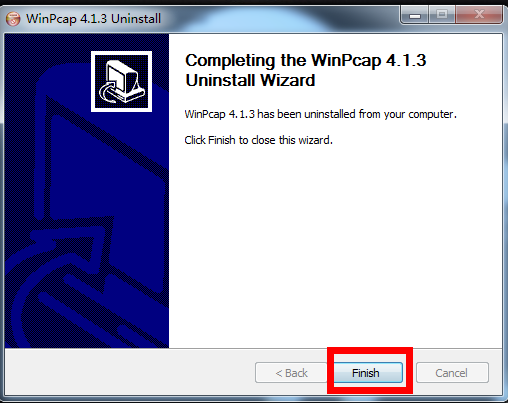 WinPcap 4.1.3 Uninstall
Completing the WinPcap 4.1.3
Uninstall Wizard
WinPcap 4.1.3 has been uninstalled from your computer.
Click Finish to close this wizard.
< Back
Finish
Cancel